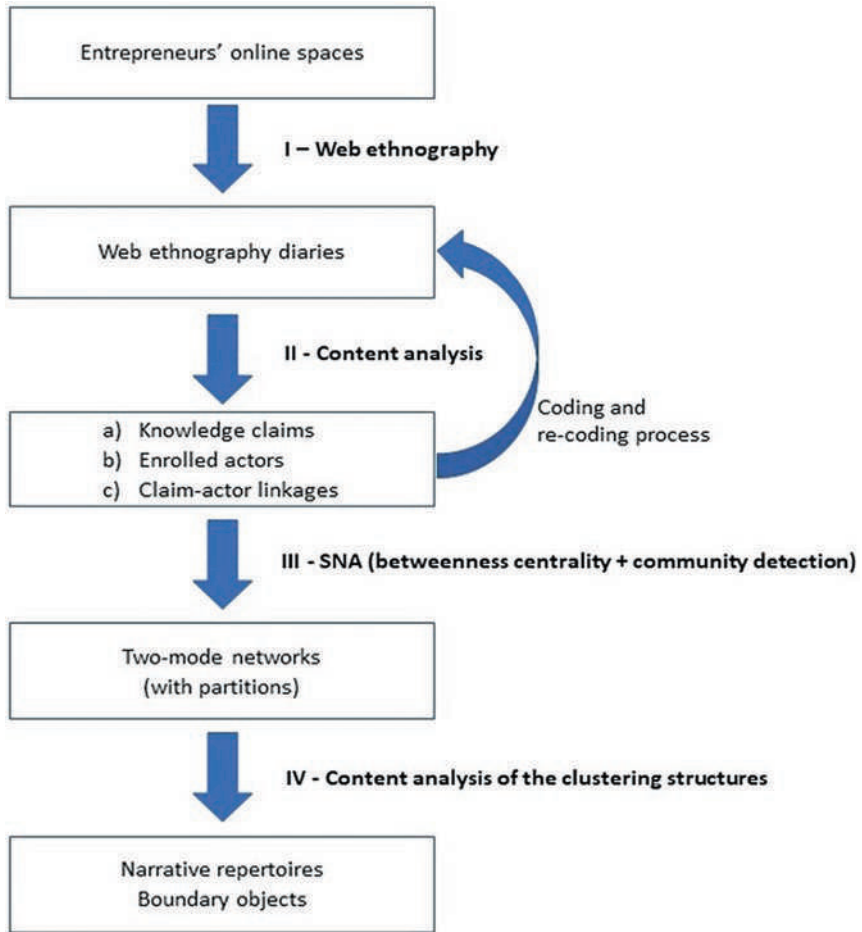 Entrepreneurs' online spaces
I – Web ethnography
Web ethnography diaries
II - Content analysis
Coding and
re-coding process
a) Knowledge claims
b) Enrolled actors
c) Claim-actor linkages
III - SNA (betweenness centrality + community detection)
Two-mode networks
(with partitions)
IV - Content analysis of the clustering structures
Narrative repertoires
Boundary objects